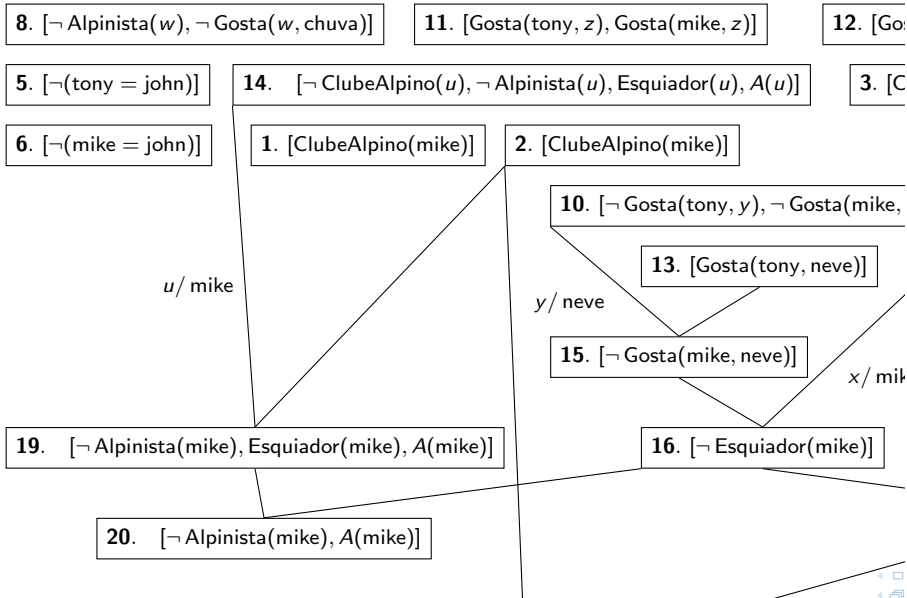 8. [¬ Alpinista(w), ¬ Gosta(w, chuva)]
11. [Gosta(tony, z), Gosta(mike, z)]
12. [Gos
5. [¬(tony = john)]
14. [¬ ClubeAlpino(u), ¬ Alpinista(u), Esquiador(u), A(u)]
3. [C
6. [¬(mike = john)]
1. [ClubeAlpino(mike)]
2. [ClubeAlpino(mike)]
10. [¬ Gosta(tony, y), ¬ Gosta(mike,
13. [Gosta(tony, neve)]
u/ mike
y/ neve
15. [¬ Gosta(mike, neve)]
x/ mik
19. [¬ Alpinista(mike), Esquiador(mike), A(mike)]
16. [¬ Esquiador(mike)]
20. [¬ Alpinista(mike), A(mike)]